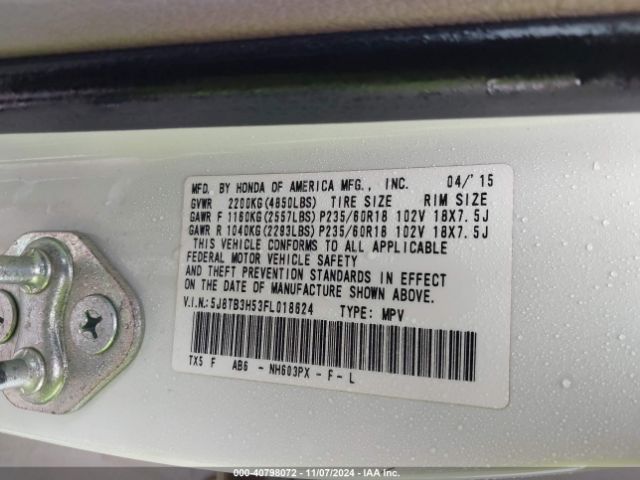 MFD. BY HONDA OF AMERICA MFG., INC. 04/'15
GVWR 2200KG(4850LBS) TIRE SIZE RIM SIZE
GAWR F 1160KG(2557LBS) P235/60R18 102V 18X7.5J
GAWR R 1040KG(2293LBS) P235/60R18 102V 18X7.5J
THIS VEHICLE CONFORMS TO ALL APPLICABLE
FEDERAL MOTOR VEHICLE SAFETY
AND THEFT PREVENTION STANDARDS IN EFFECT
ON THE DATE OF MANUFACTURE SHOWN ABOVE.
V.I.N: 5J8TB3H53FL018624 TYPE: MPV
TX5 F AB6 - NH603PX - F - L
000-40798072 - 11/07/2024 - IAA Inc.